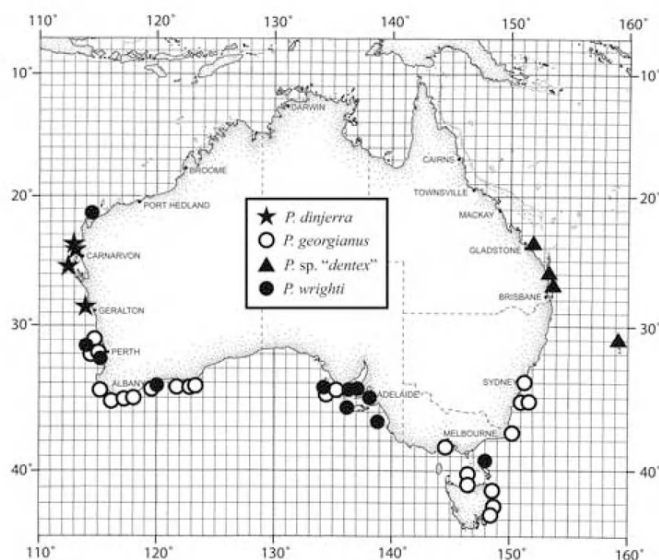 110˚ 120˚ 130˚ 140˚ 150˚ 160˚
10˚ 10˚
DARWIN
CAIRNS
BROOME
TOWNSVILLE
20˚ PORT HEDLAND 20˚
MACKAY
P. dinjerra
P. georgianus
P. sp. "dentex"
P. wrighti
GLADSTONE
CARNARVON
BRISBANE
GERALTON
30˚ 30˚
PERTH
ALBANY
ADELAIDE
SYDNEY
MELBOURNE
40˚ 40˚
110˚ 120˚ 130˚ 140˚ 150˚ 160˚